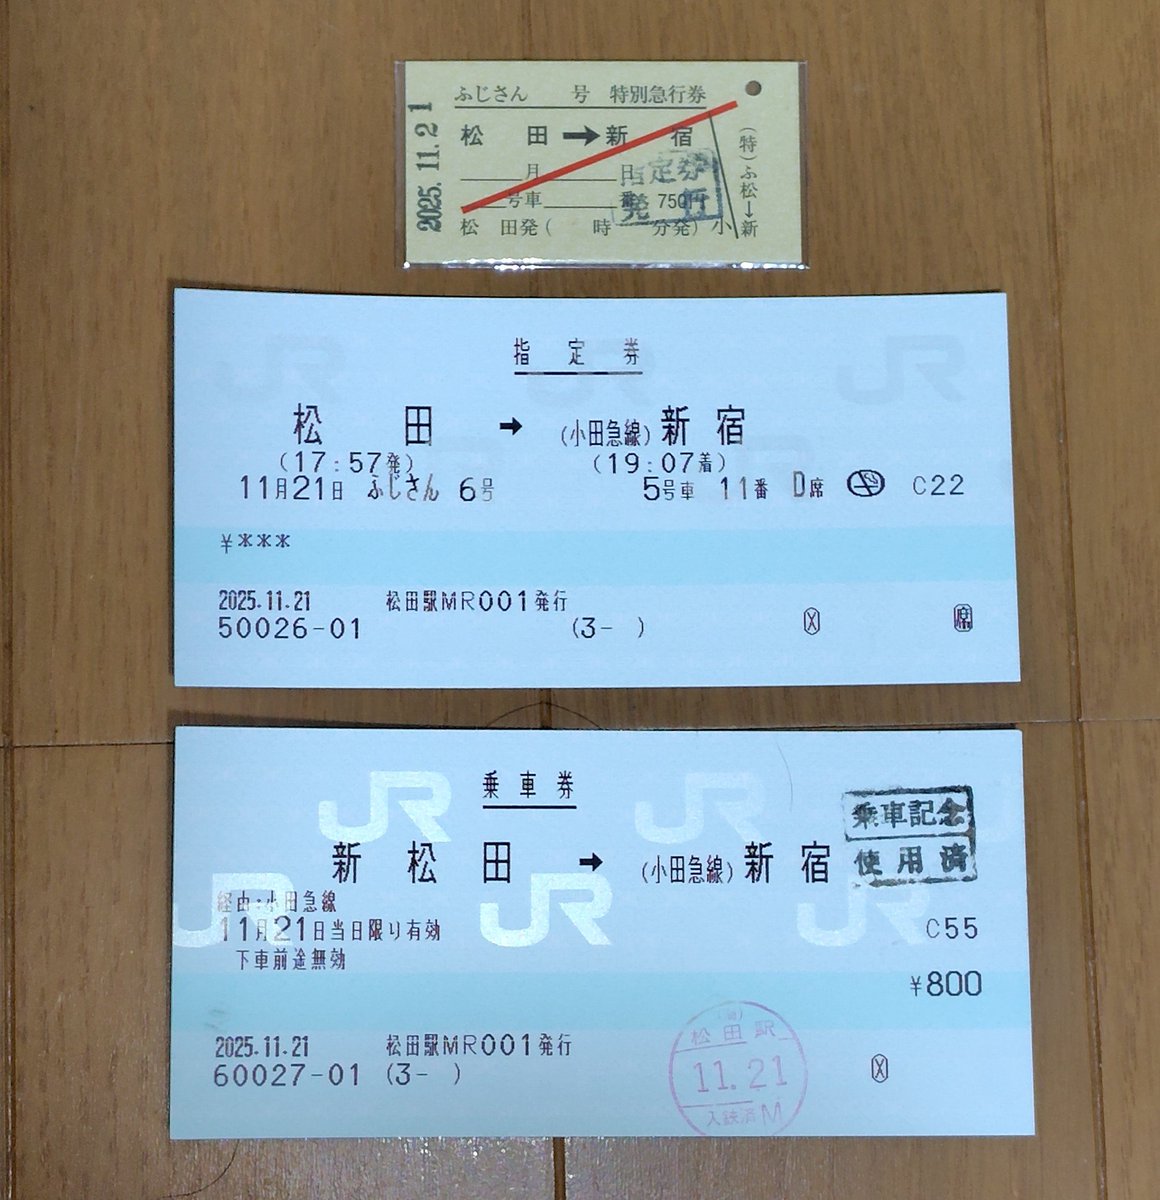 ふじさん 号 特別急行券
松田➡新宿
月 日
号車 番 750円
松田発( 時 分発) 小
2025.11.21
(特)ふ松→新
指定券
発行
指定券
松田 ➡ (小田急線)新宿
(17:57発) (19:07着)
11月21日 ふじさん 6号 5号車 11番 D席 C22
¥***
2025.11.21 松田駅MR001発行
50026-01 (3- ) X 席
JR JR
乗車券
乗車記念
使用済
新松田 ➡ (小田急線)新宿
JR JR JR
経由:小田急線
11月21日当日限り有効 C55
下車前途無効
¥800
2025.11.21 松田駅MR001発行
60027-01 (3- ) X
松田駅
11.21
入鋏済M